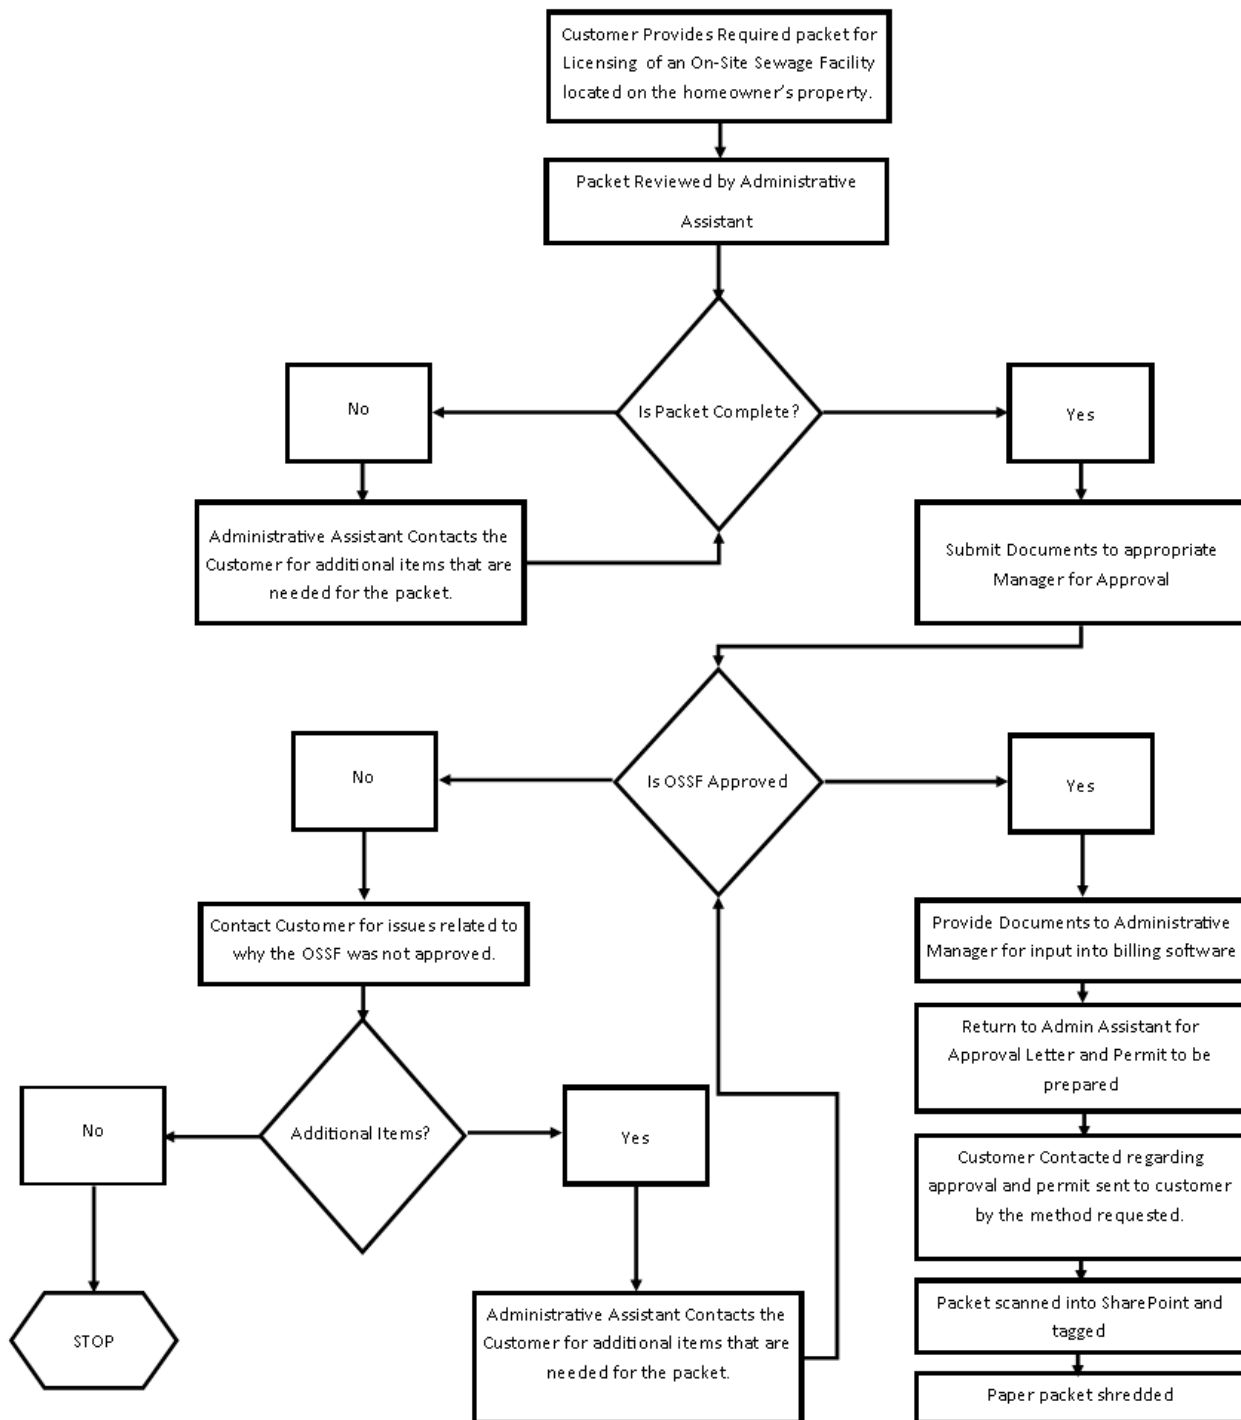 Customer Provides Required packet for
Licensing of an On-Site Sewage Facility
located on the homeowner's property.
Packet Reviewed by Administrative
Assistant
Is Packet Complete?
No
Yes
Administrative Assistant Contacts the
Customer for additional items that are
needed for the packet.
Submit Documents to appropriate
Manager for Approval
Is OSSF Approved
No
Yes
Contact Customer for issues related to
why the OSSF was not approved.
Provide Documents to Administrative
Manager for input into billing software
Return to Admin Assistant for
Approval Letter and Permit to be
prepared
Additional Items?
No
Yes
Customer Contacted regarding
approval and permit sent to customer
by the method requested.
STOP
Administrative Assistant Contacts the
Customer for additional items that are
needed for the packet.
Packet scanned into SharePoint and
tagged
Paper packet shredded